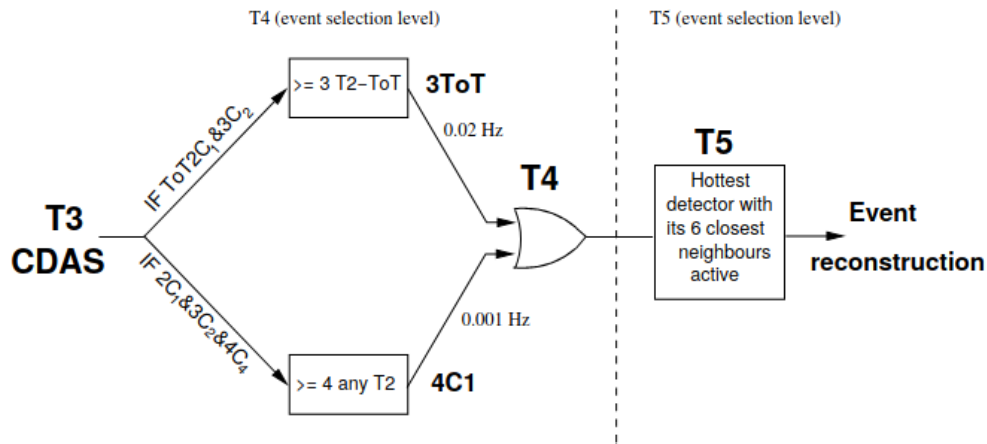 T4 (event selection level)
T5 (event selection level)
>= 3 T2−ToT
3ToT
IF ToT2C₁&3C₂
0.02 Hz
T4
T3
CDAS
IF 2C₁&3C₂&4C₄
0.001 Hz
>= 4 any T2
4C1
T5
Hottest
detector with
its 6 closest
neighbours
active
Event
reconstruction